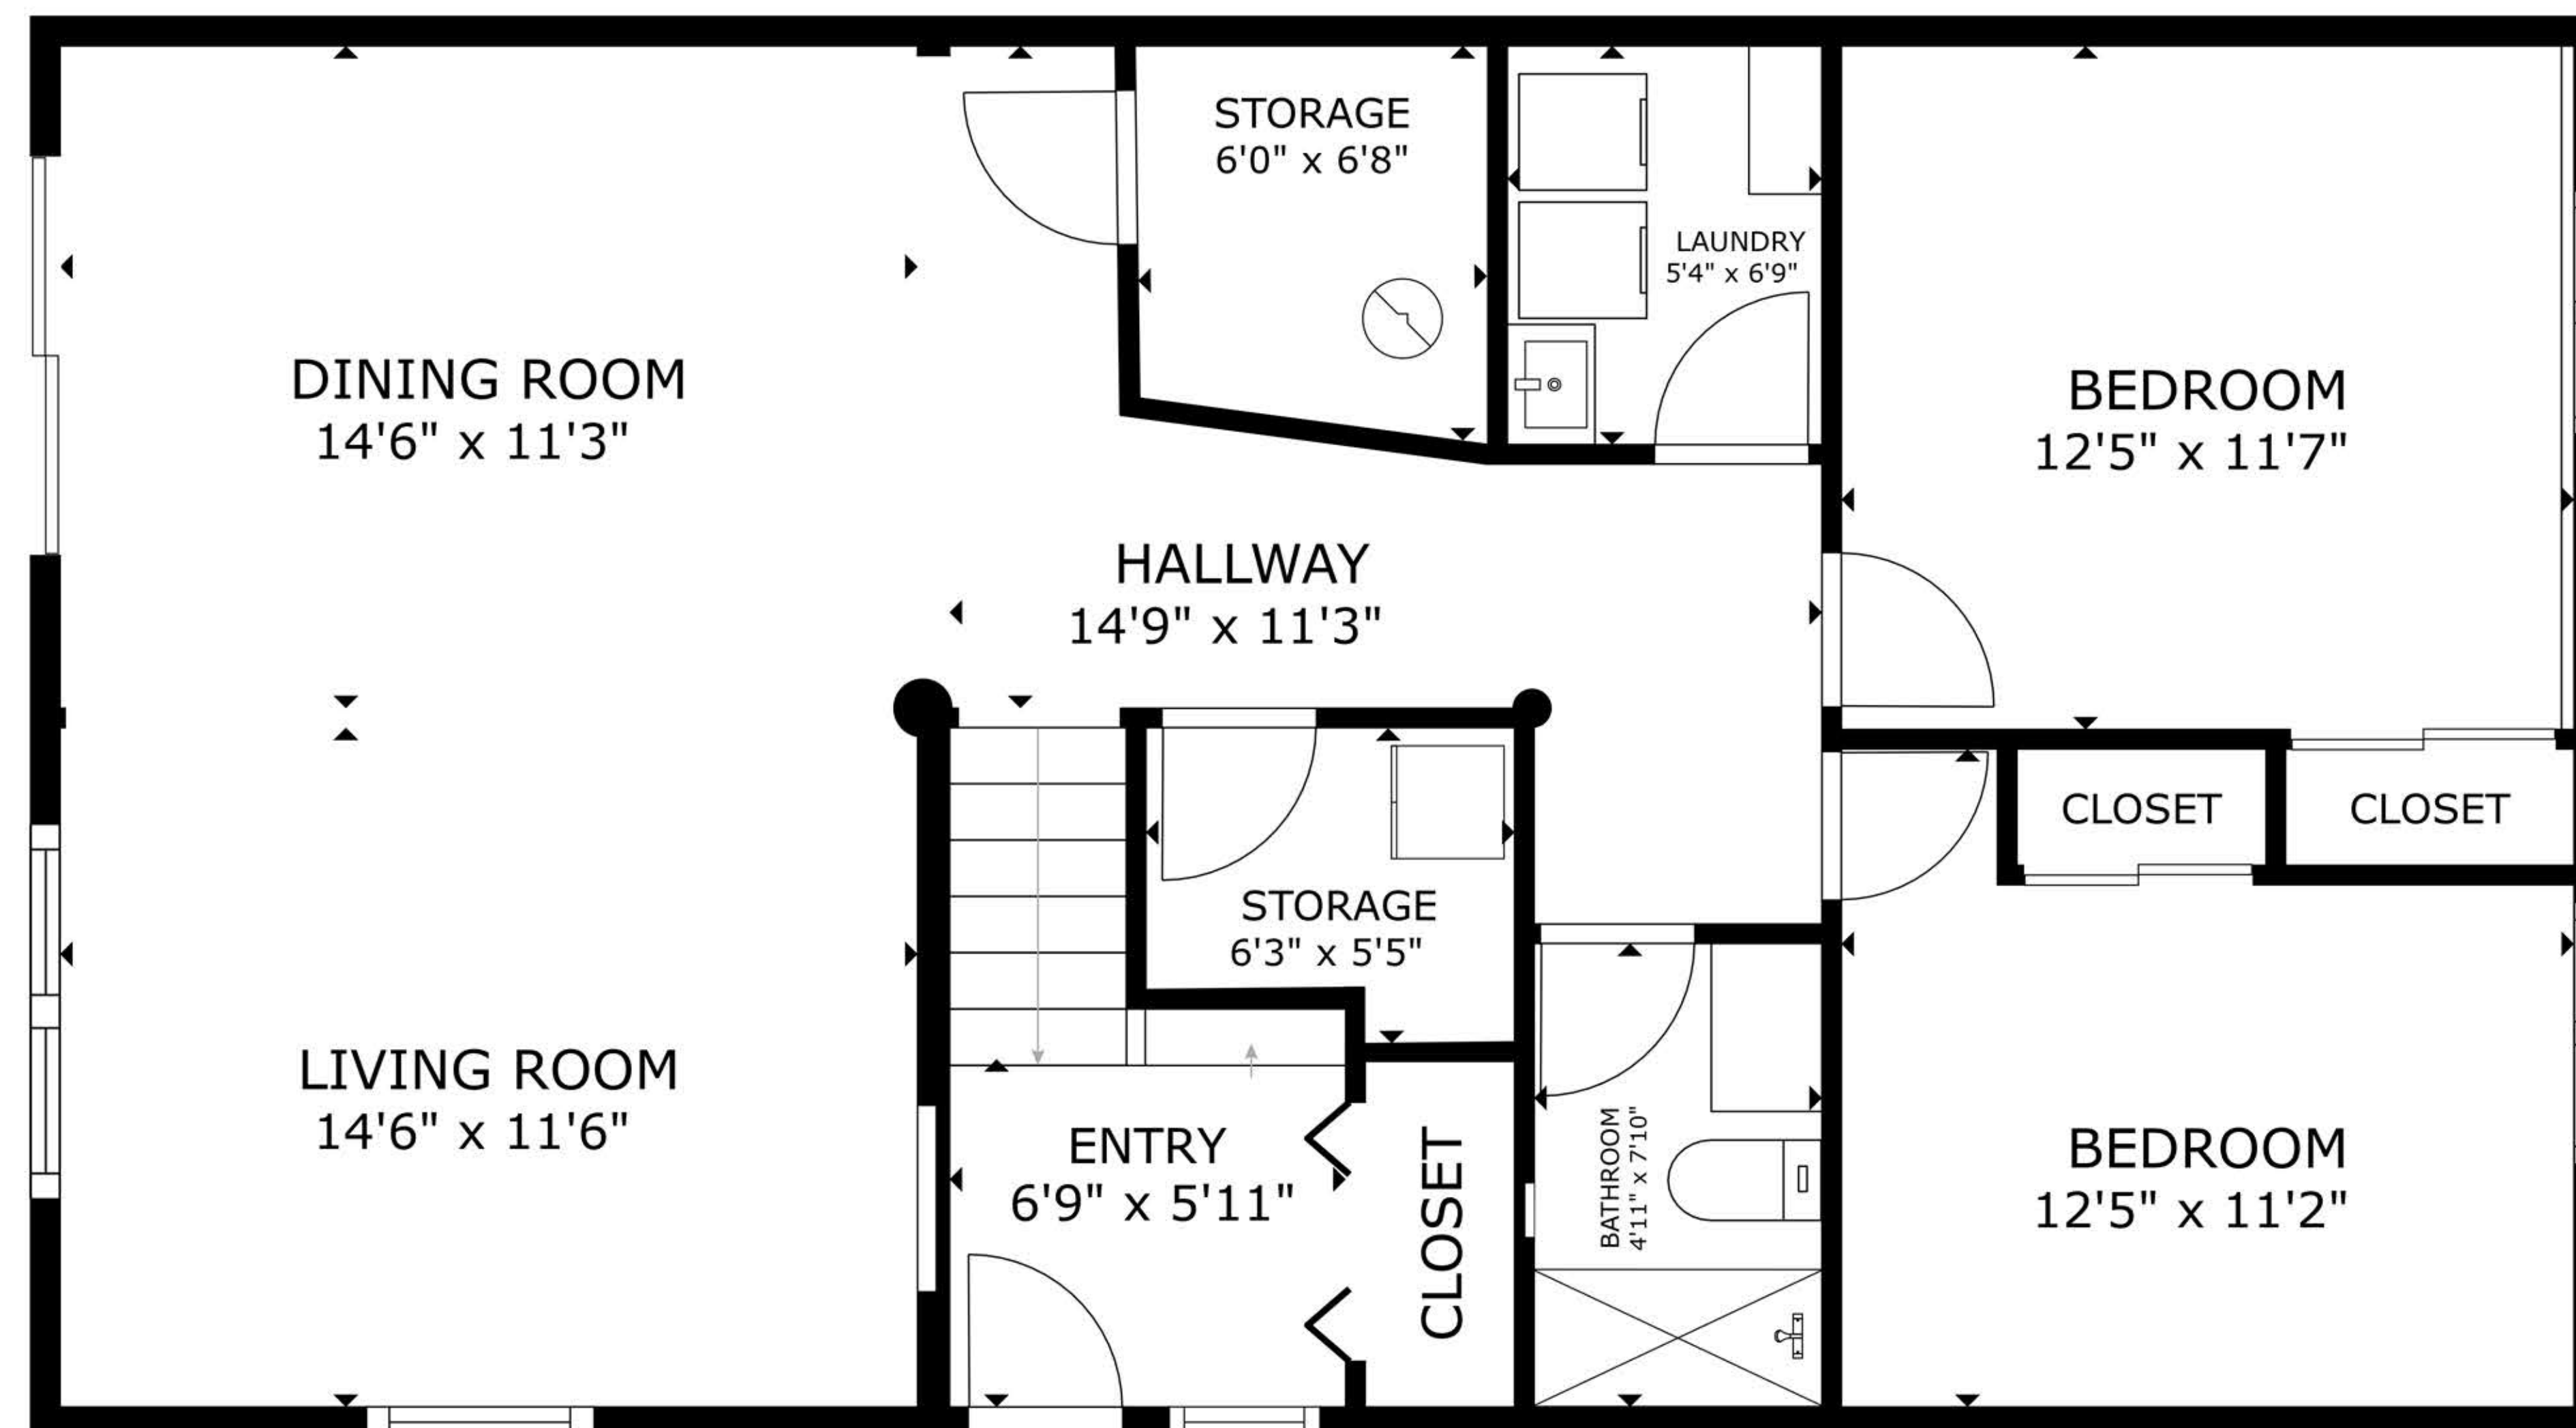 STORAGE
6'0" x 6'8"
LAUNDRY
5'4" x 6'9"
DINING ROOM
14'6" x 11'3"
BEDROOM
12'5" x 11'7"
HALLWAY
14'9" x 11'3"
CLOSET
CLOSET
STORAGE
6'3" x 5'5"
LIVING ROOM
14'6" x 11'6"
ENTRY
6'9" x 5'11"
CLOSET
BATHROOM
4'11" x 7'10"
BEDROOM
12'5" x 11'2"